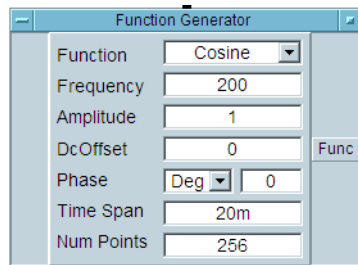 Function Generator
Function Cosine
Frequency 200
Amplitude 1
DcOffset 0 Func
Phase Deg 0
Time Span 20m
Num Points 256